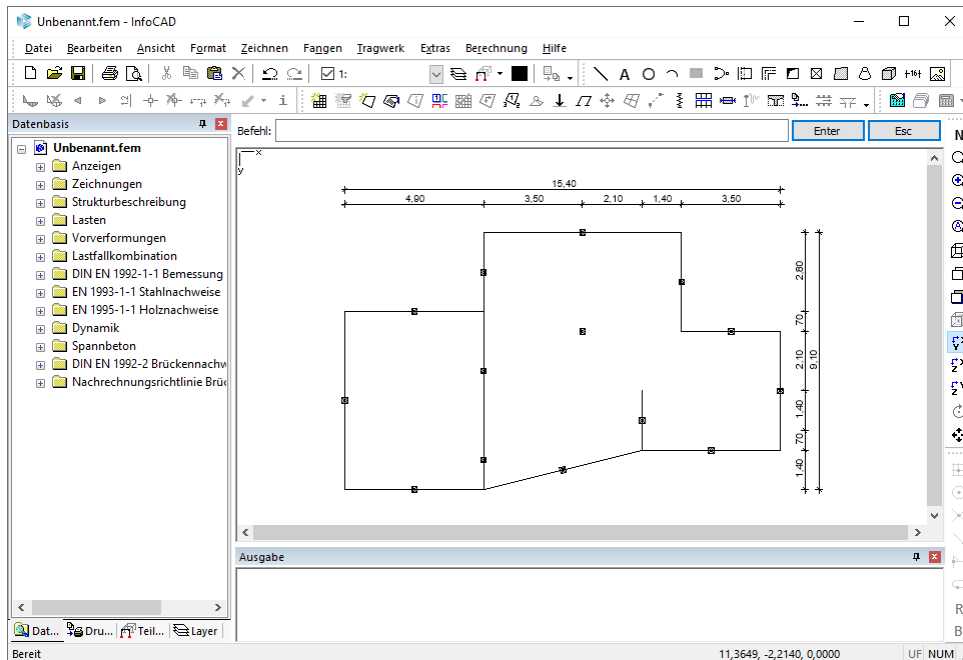 Unbenannt.fem - InfoCAD
Datei Bearbeiten Ansicht Format Zeichnen Fangen Tragwerk Extras Berechnung Hilfe
1:
Datenbasis
Befehl: Enter Esc
Unbenannt.fem
Anzeigen
Zeichnungen
Strukturbeschreibung
Lasten
Vorverformungen
Lastfallkombination
DIN EN 1992-1-1 Bemessung
EN 1993-1-1 Stahlnachweise
EN 1995-1-1 Holznachweise
Dynamik
Spannbeton
DIN EN 1992-2 Brückennachw
Nachrechnungsrichtlinie Brüc
x
y
15,40
4,90 3,50 2,10 1,40 3,50
2,80
70
2,10
9,10
1,40
70
1,40
Ausgabe
Dat... Dru... Teil... Layer
Bereit 11,3649, -2,2140, 0,0000 UF NUM